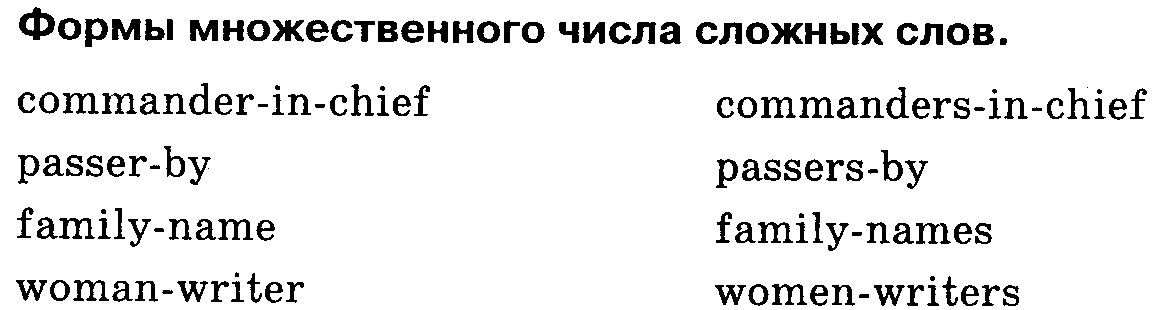 Формы множественного числа сложных слов.
commander-in-chief commanders-in-chief
passer-by passers-by
family-name family-names
woman-writer women-writers